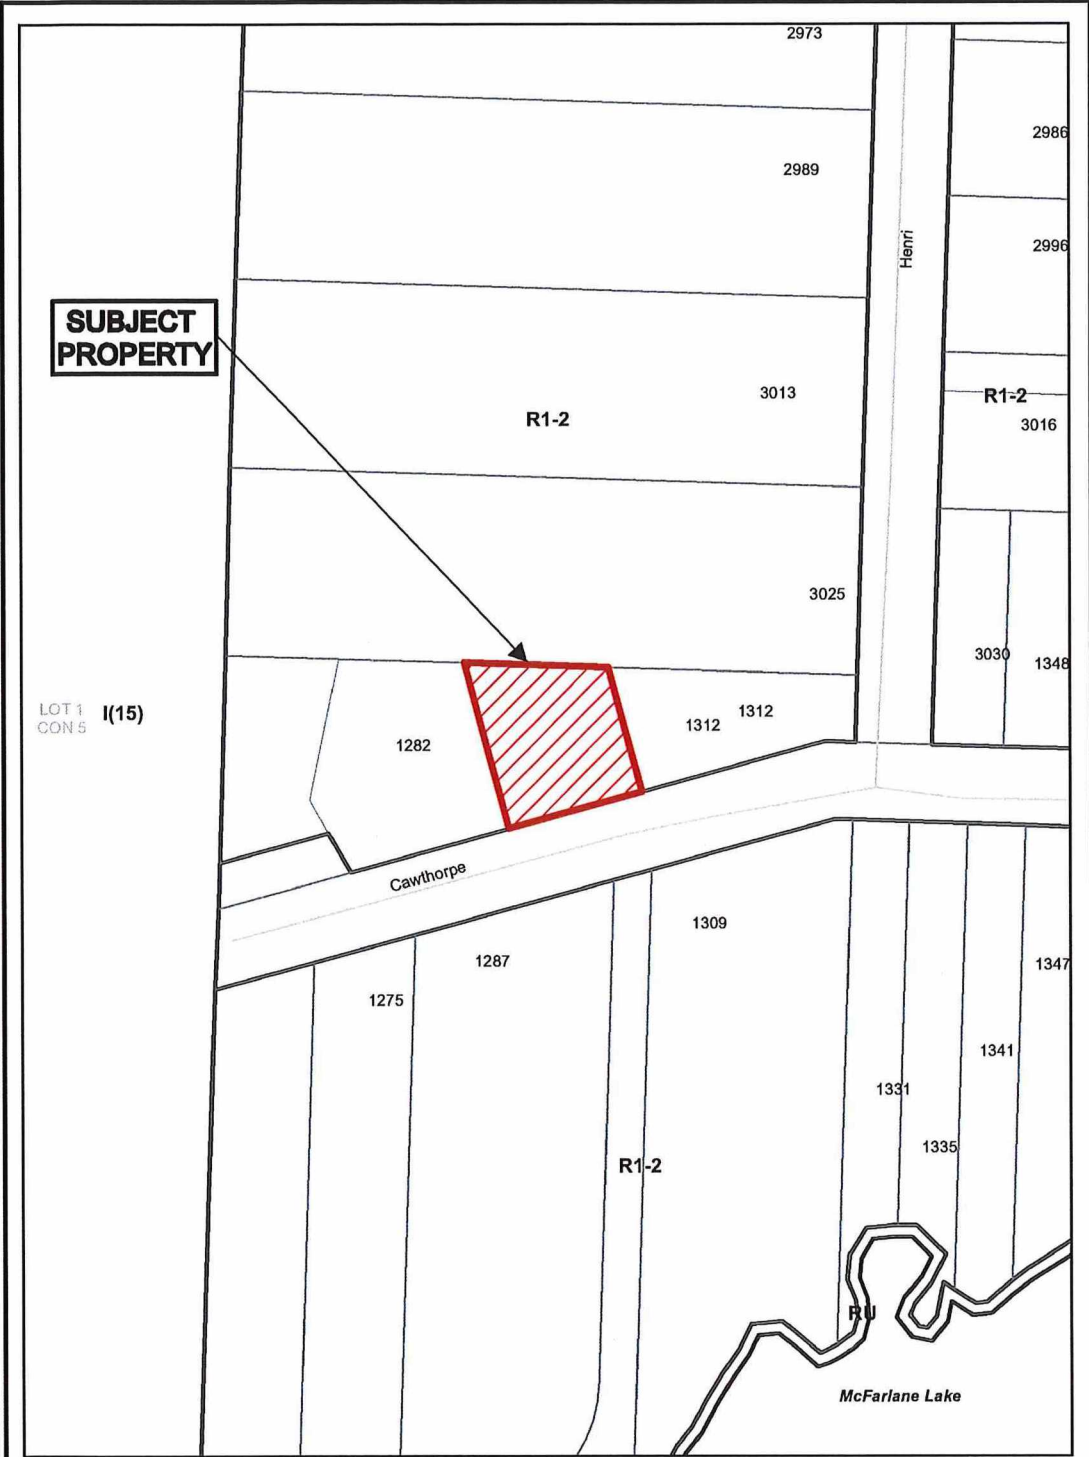 2973
2986
2989
Henri
2996
SUBJECT
PROPERTY
3013
R1-2
R1-2
3016
3025
3030
1348
LOT 1
CON 5
I(15)
1282
1312
1312
Cawthorpe
1309
1287
1275
1347
1341
1331
1335
R1-2
RU
McFarlane Lake